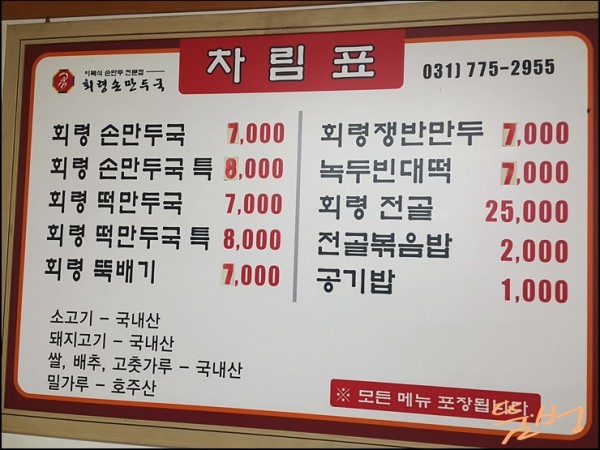 이북식 손만두 전문점
회령손만두국
차림표
031) 775-2955
회령 손만두국 7,000
회령 손만두국 특 8,000
회령 떡만두국 7,000
회령 떡만두국 특 8,000
회령 뚝배기 7,000
회령쟁반만두 7,000
녹두빈대떡 7,000
회령 전골 25,000
전골볶음밥 2,000
공기밥 1,000
소고기 – 국내산
돼지고기 – 국내산
쌀, 배추, 고춧가루 – 국내산
밀가루 – 호주산
※ 모든 메뉴 포장됩니다.